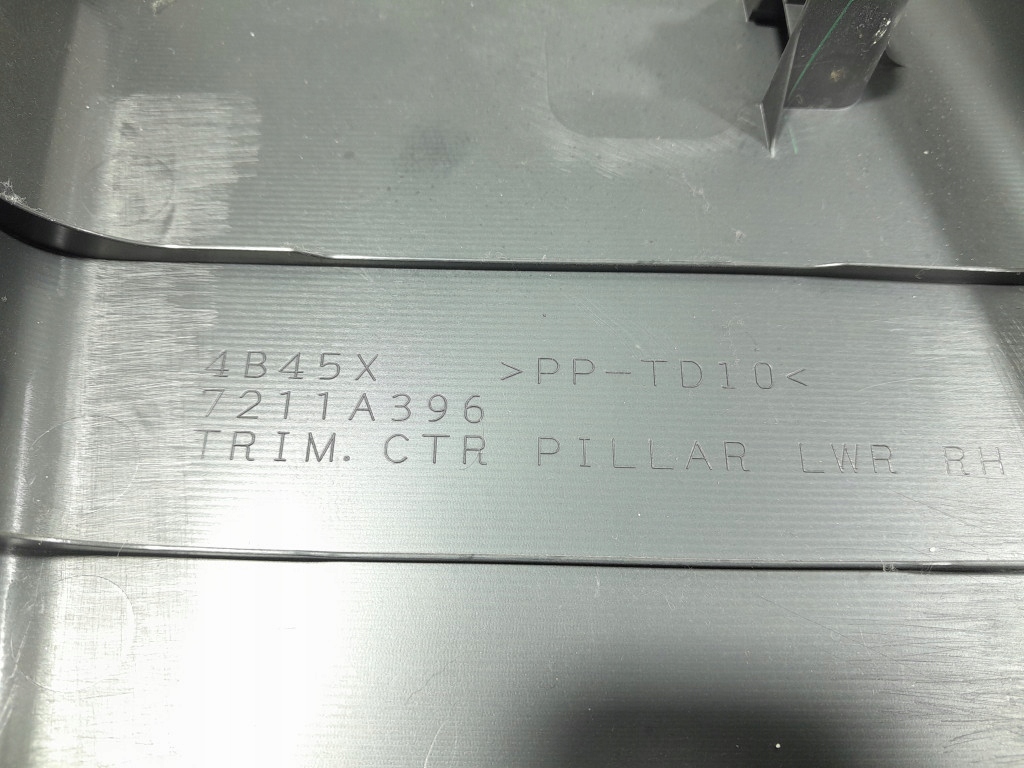 4B45X >PP-TD10<
7211A396
TRIM. CTR PILLAR LWR RH